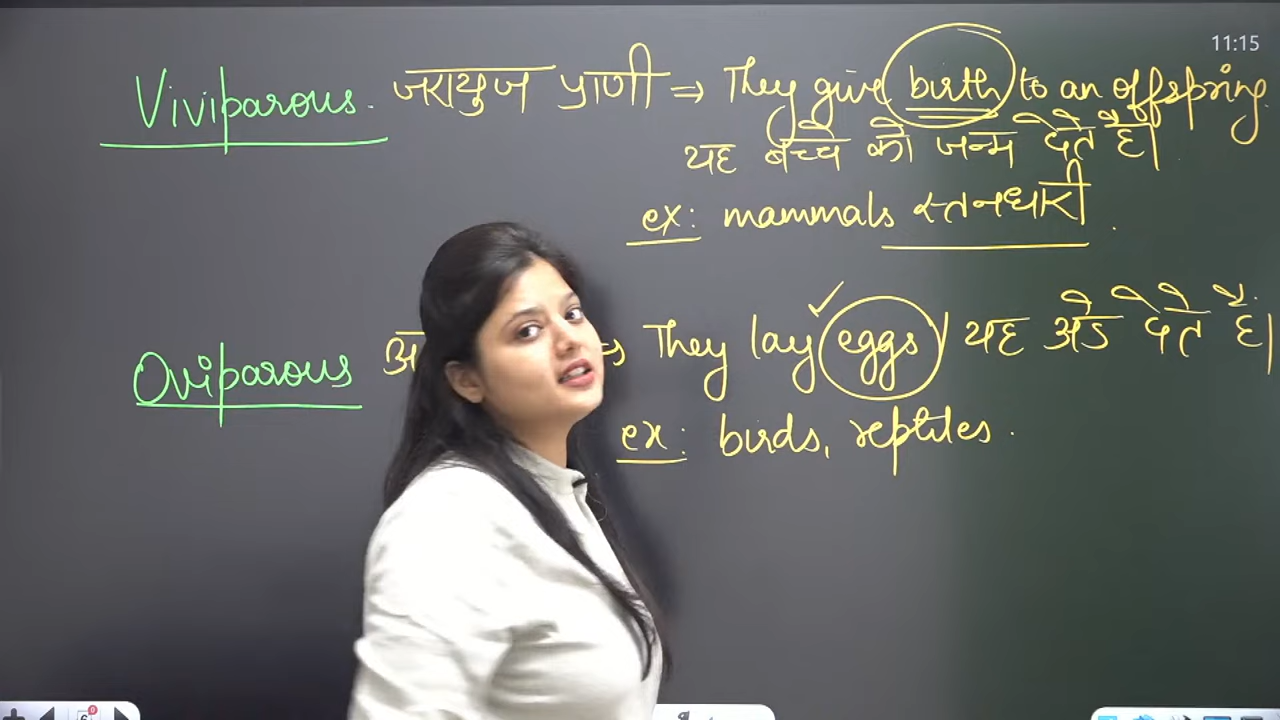 11:15
Viviparous. जरायुज प्राणी ⇒ They give birth to an offspring.
यह बच्चे को जन्म देते है।
ex: mammals स्तनधारी
Oviparous They lay eggs / यह अंडे देते है।
ex: birds, reptiles.